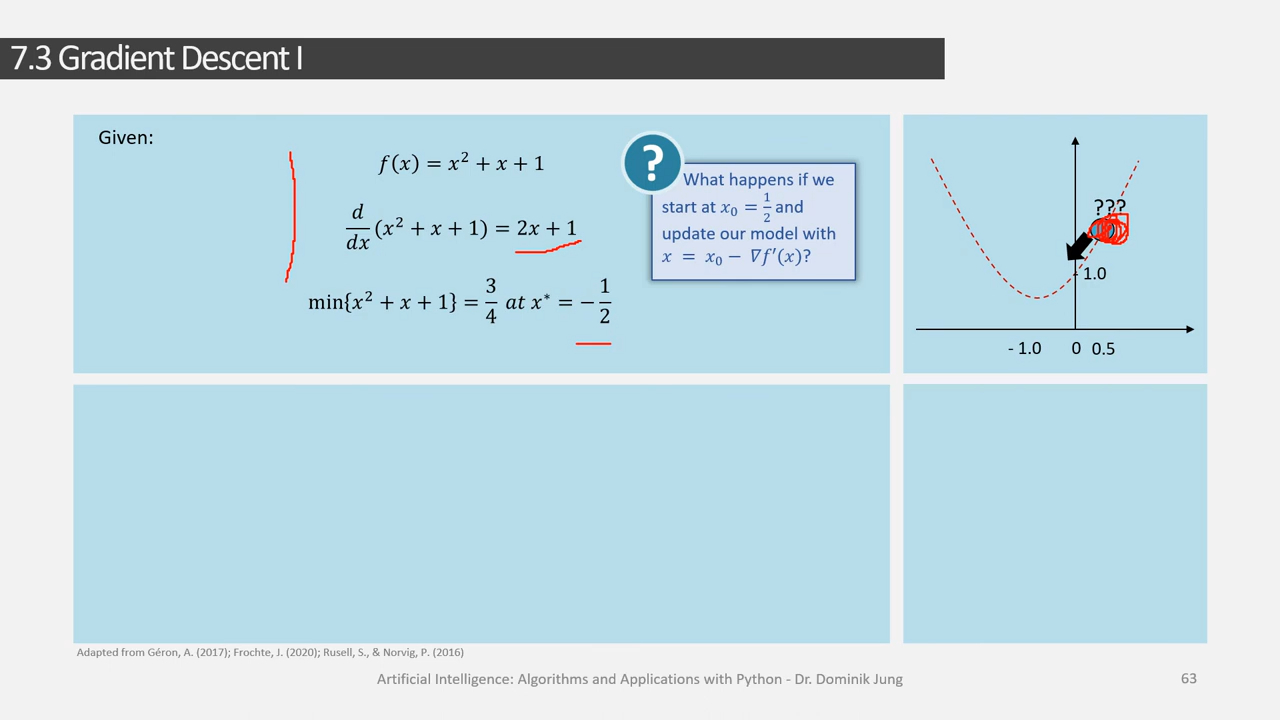 7.3 Gradient Descent I
Given:
f(x) = x² + x + 1
d/dx (x² + x + 1) = 2x + 1
min{x² + x + 1} = 3/4 at x* = −1/2
?
What happens if we
start at x₀ = 1/2 and
update our model with
x = x₀ − ∇f′(x)?
???
1.0
- 1.0 0 0.5
Adapted from Géron, A. (2017); Frochte, J. (2020); Rusell, S., & Norvig, P. (2016)
Artificial Intelligence: Algorithms and Applications with Python - Dr. Dominik Jung
63